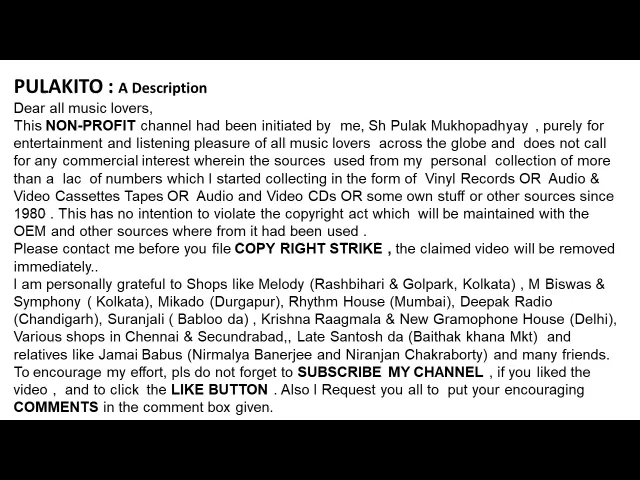 PULAKITO : A Description
Dear all music lovers,
This NON-PROFIT channel had been initiated by me, Sh Pulak Mukhopadhyay , purely for
entertainment and listening pleasure of all music lovers across the globe and does not call
for any commercial interest wherein the sources used from my personal collection of more
than a lac of numbers which I started collecting in the form of Vinyl Records OR Audio &
Video Cassettes Tapes OR Audio and Video CDs OR some own stuff or other sources since
1980 . This has no intention to violate the copyright act which will be maintained with the
OEM and other sources where from it had been used .
Please contact me before you file COPY RIGHT STRIKE , the claimed video will be removed
immediately..
I am personally grateful to Shops like Melody (Rashbihari & Golpark, Kolkata) , M Biswas &
Symphony ( Kolkata), Mikado (Durgapur), Rhythm House (Mumbai), Deepak Radio
(Chandigarh), Suranjali ( Babloo da) , Krishna Raagmala & New Gramophone House (Delhi),
Various shops in Chennai & Secundrabad,, Late Santosh da (Baithak khana Mkt) and
relatives like Jamai Babus (Nirmalya Banerjee and Niranjan Chakraborty) and many friends.
To encourage my effort, pls do not forget to SUBSCRIBE MY CHANNEL , if you liked the
video , and to click the LIKE BUTTON . Also I Request you all to put your encouraging
COMMENTS in the comment box given.